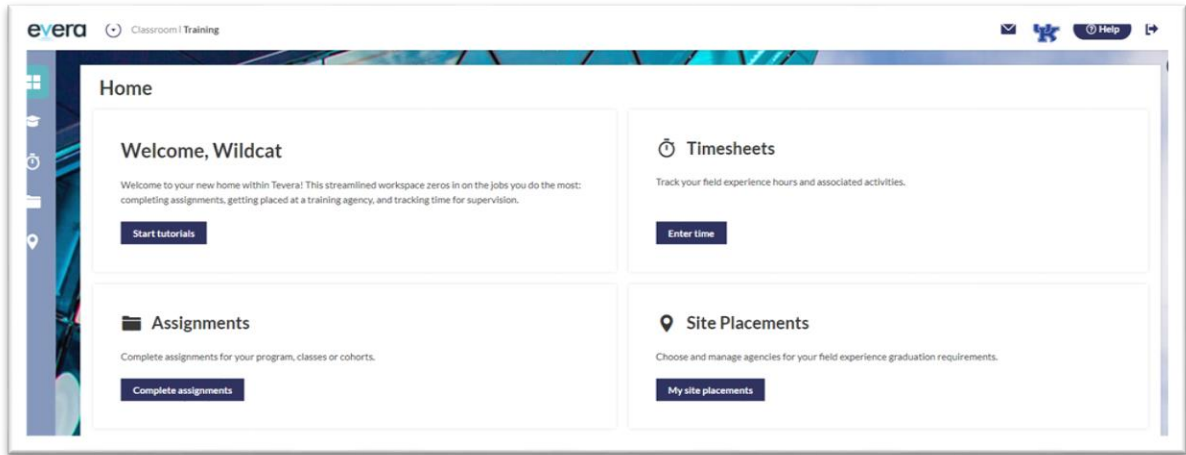 evera
Classroom | Training
UK
Help
Home
Welcome, Wildcat
Welcome to your new home within Tevera! This streamlined workspace zeros in on the jobs you do the most:
completing assignments, getting placed at a training agency, and tracking time for supervision.
Start tutorials
Timesheets
Track your field experience hours and associated activities.
Enter time
Assignments
Complete assignments for your program, classes or cohorts.
Complete assignments
Site Placements
Choose and manage agencies for your field experience graduation requirements.
My site placements